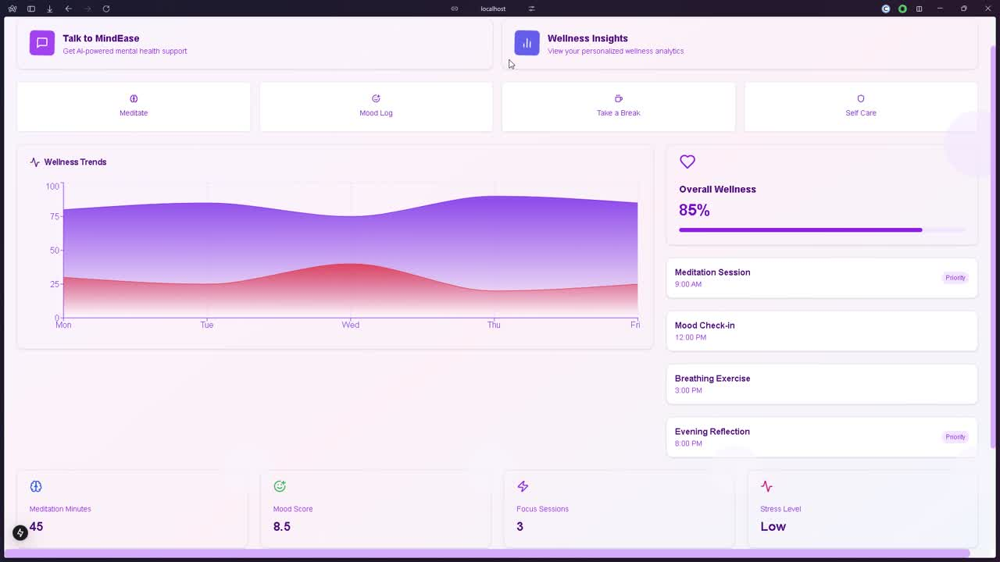 localhost
Talk to MindEase
Get AI-powered mental health support
Wellness Insights
View your personalized wellness analytics
Meditate
Mood Log
Take a Break
Self Care
Wellness Trends
100
75
50
25
0
Mon
Tue
Wed
Thu
Fri
Overall Wellness
85%
Meditation Session
9:00 AM
Priority
Mood Check-in
12:00 PM
Breathing Exercise
3:00 PM
Evening Reflection
8:00 PM
Priority
Meditation Minutes
45
Mood Score
8.5
Focus Sessions
3
Stress Level
Low